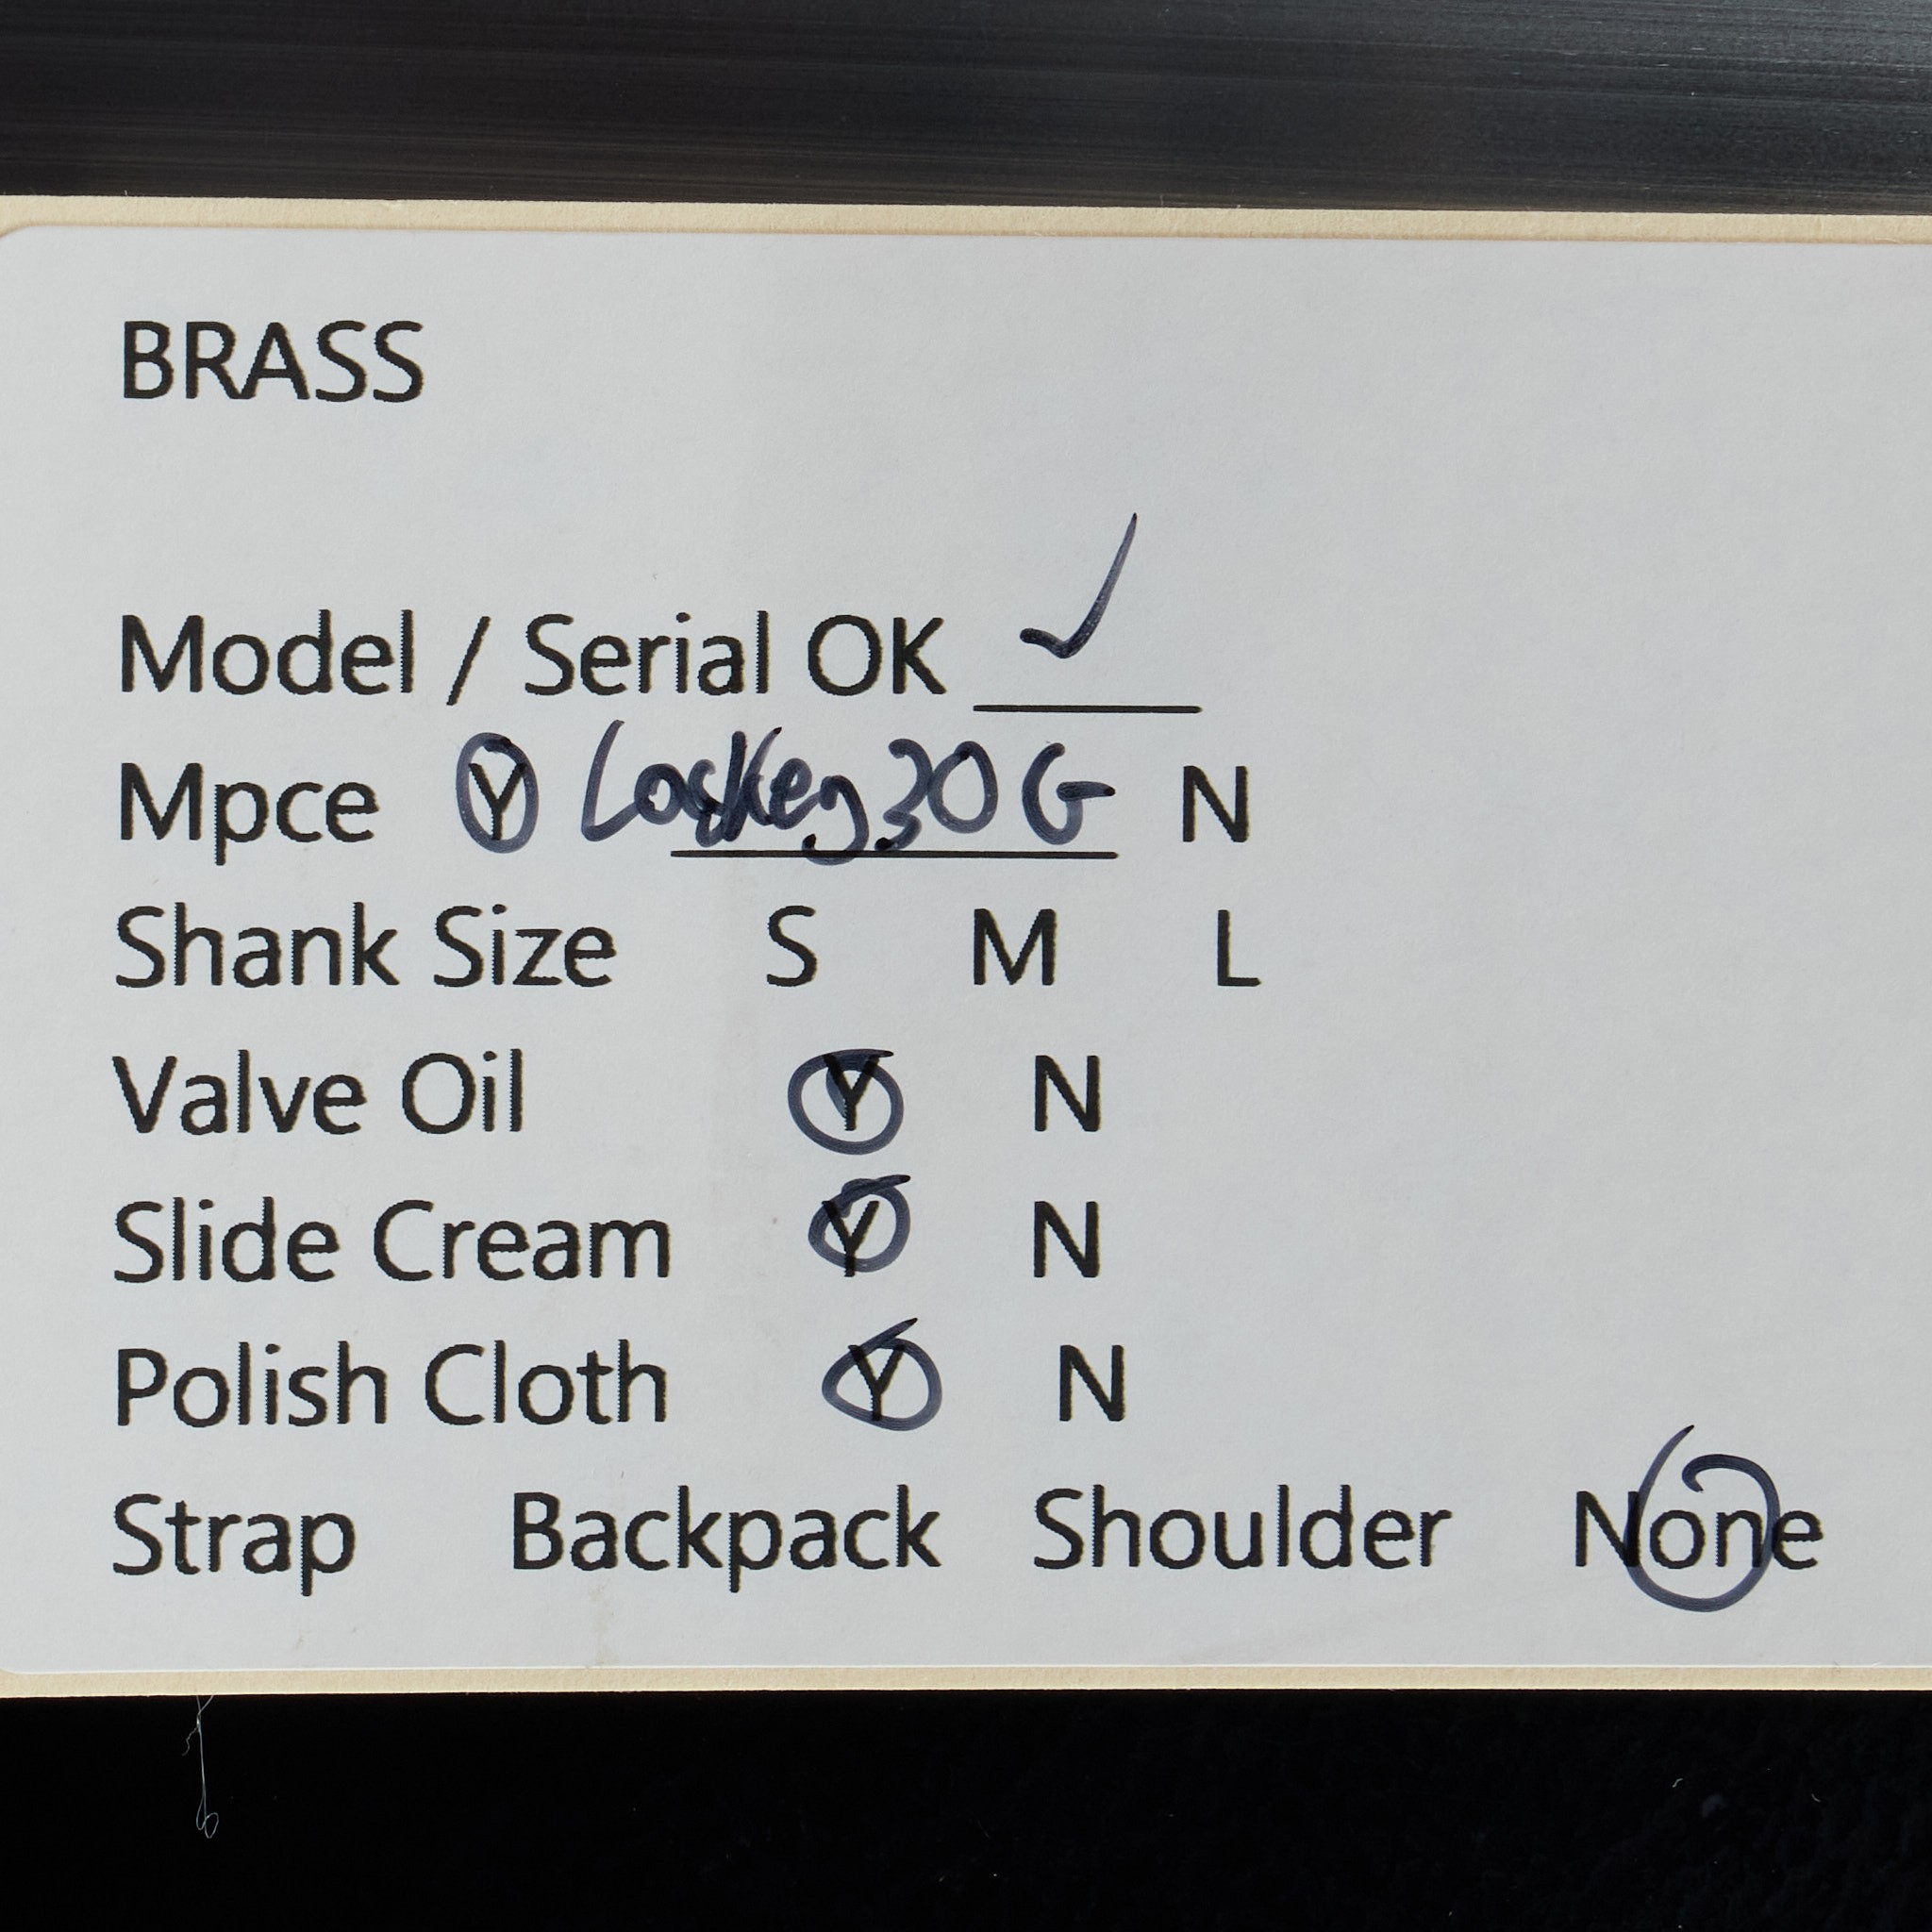 BRASS
Model / Serial OK ✓
Mpce Y Laskey 30 G N
Shank Size S M L
Valve Oil Y N
Slide Cream Y N
Polish Cloth Y N
Strap Backpack Shoulder None